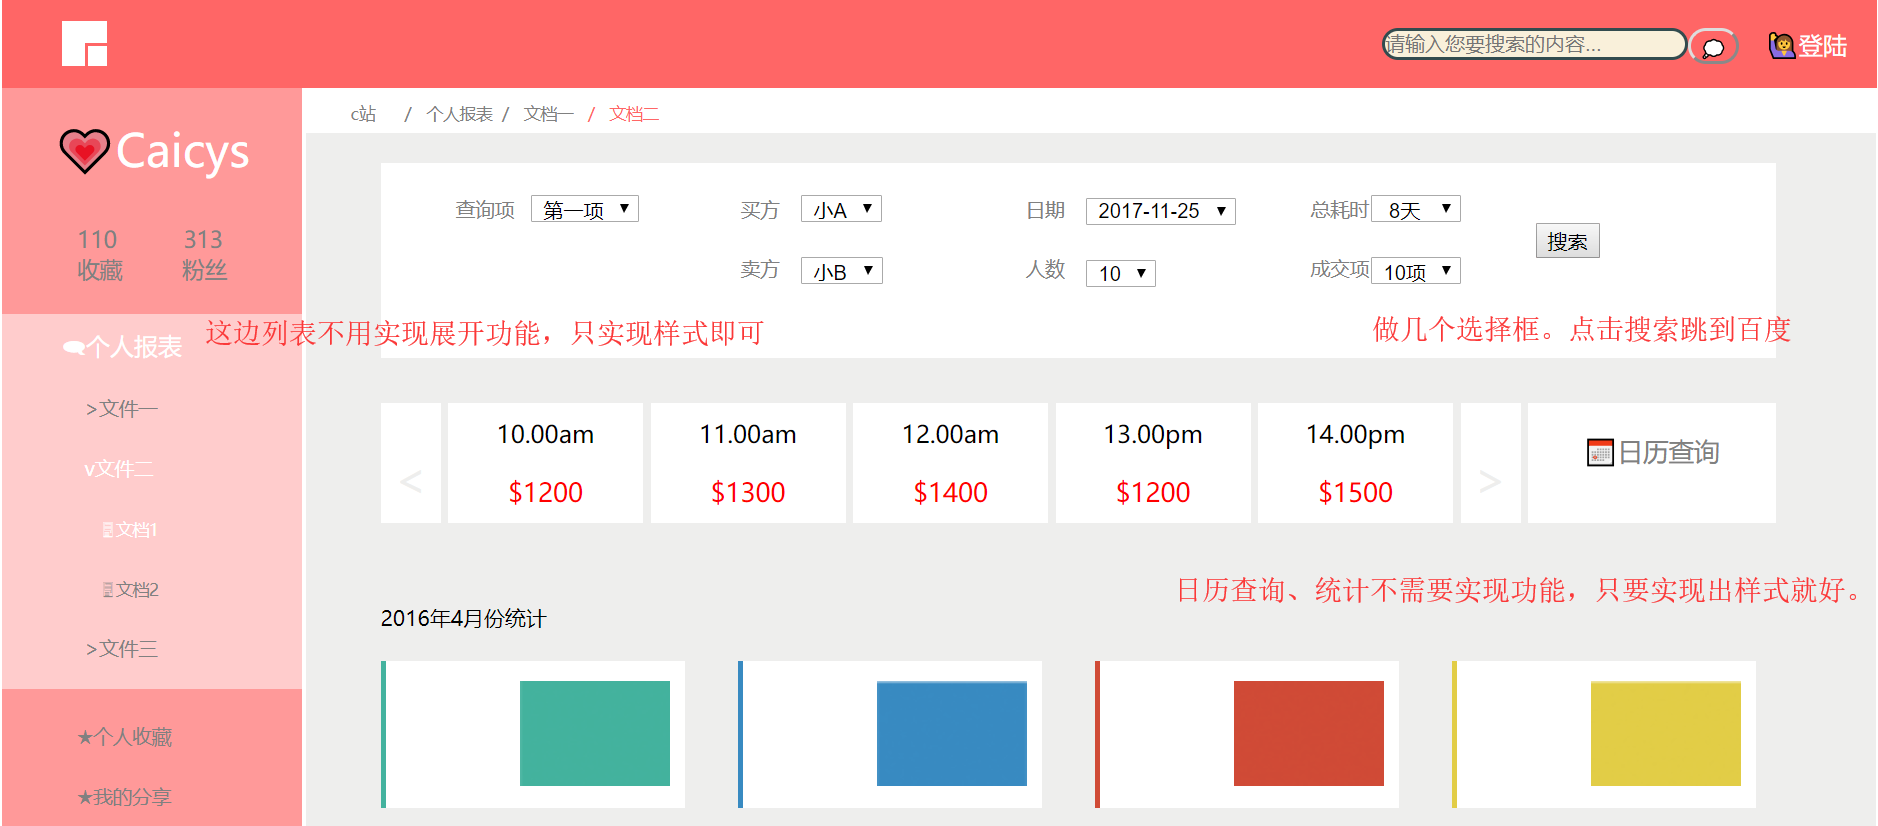 请输入您要搜索的内容...
登陆
Caicys
110 313
收藏 粉丝
个人报表
>文件一
v文件二
文档1
文档2
>文件三
★个人收藏
★我的分享
c站 / 个人报表 / 文档一 / 文档二
查询项 第一项 买方 小A 日期 2017-11-25 总耗时 8天
搜索
卖方 小B 人数 10 成交项 10项
这边列表不用实现展开功能，只实现样式即可
做几个选择框。点击搜索跳到百度
10.00am 11.00am 12.00am 13.00pm 14.00pm
日历查询
< >
$1200 $1300 $1400 $1200 $1500
日历查询、统计不需要实现功能，只要实现出样式就好。
2016年4月份统计